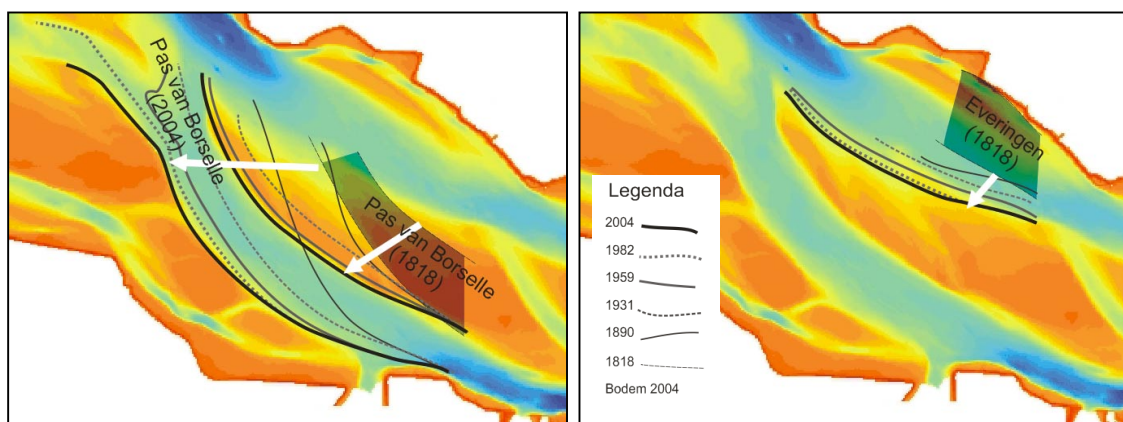 Pas van Borselle
(2004)
Pas van Borselle
(1818)
Everingen
(1818)
Legenda
2004
1982
1959
1931
1890
1818
Bodem 2004